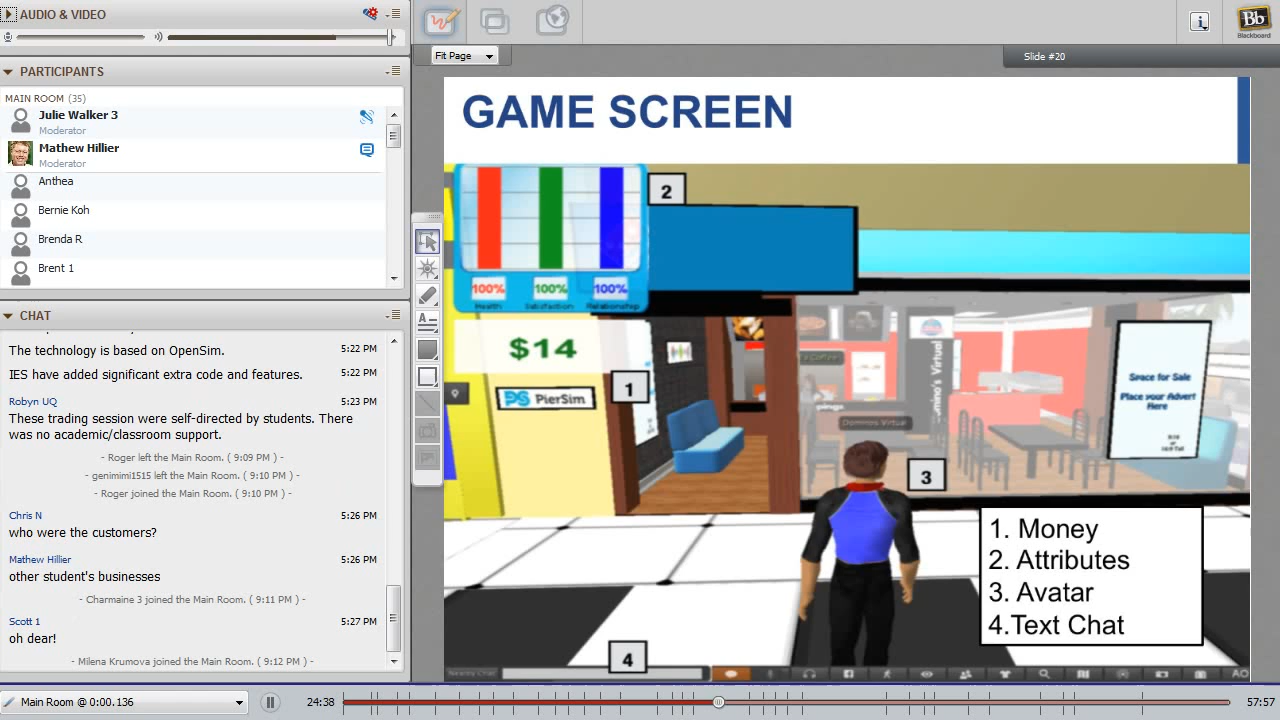 AUDIO & VIDEO
PARTICIPANTS
MAIN ROOM (35)
Julie Walker 3
Moderator
Mathew Hillier
Moderator
Anthea
Bernie Koh
Brenda R
Brent 1
CHAT
The technology is based on OpenSim. 5:22 PM
IES have added significant extra code and features. 5:22 PM
Robyn UQ 5:23 PM
These trading session were self-directed by students. There
was no academic/classroom support.
- Roger left the Main Room. ( 9:09 PM ) -
- genimimi1515 left the Main Room. ( 9:10 PM ) -
- Roger joined the Main Room. ( 9:10 PM ) -
Chris N 5:26 PM
who were the customers?
Mathew Hillier 5:26 PM
other student's businesses
- Charmaine 3 joined the Main Room. ( 9:11 PM ) -
Scott 1 5:27 PM
oh dear!
- Milena Krumova joined the Main Room. ( 9:12 PM ) -
Main Room @ 0:00.136
24:38
57:57
Bb
Blackboard
Fit Page
Slide #20
GAME SCREEN
2
100% 100% 100%
Health Satisfaction Relationship
$14
1
PS PierSim
Domino's Virtual
Dominos Virtual
Space for Sale
Place your Advert
Here
3
1. Money
2. Attributes
3. Avatar
4.Text Chat
4
Nearby Chat
AO